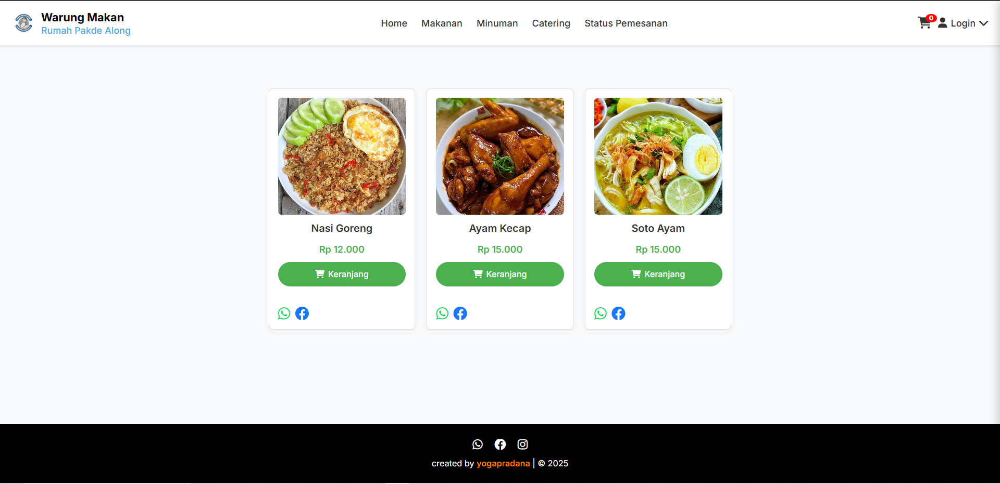 Warung Makan
Rumah Pakde Along
Home Makanan Minuman Catering Status Pemesanan
0 Login
Nasi Goreng
Rp 12.000
Keranjang
Ayam Kecap
Rp 15.000
Keranjang
Soto Ayam
Rp 15.000
Keranjang
created by yogapradana | © 2025